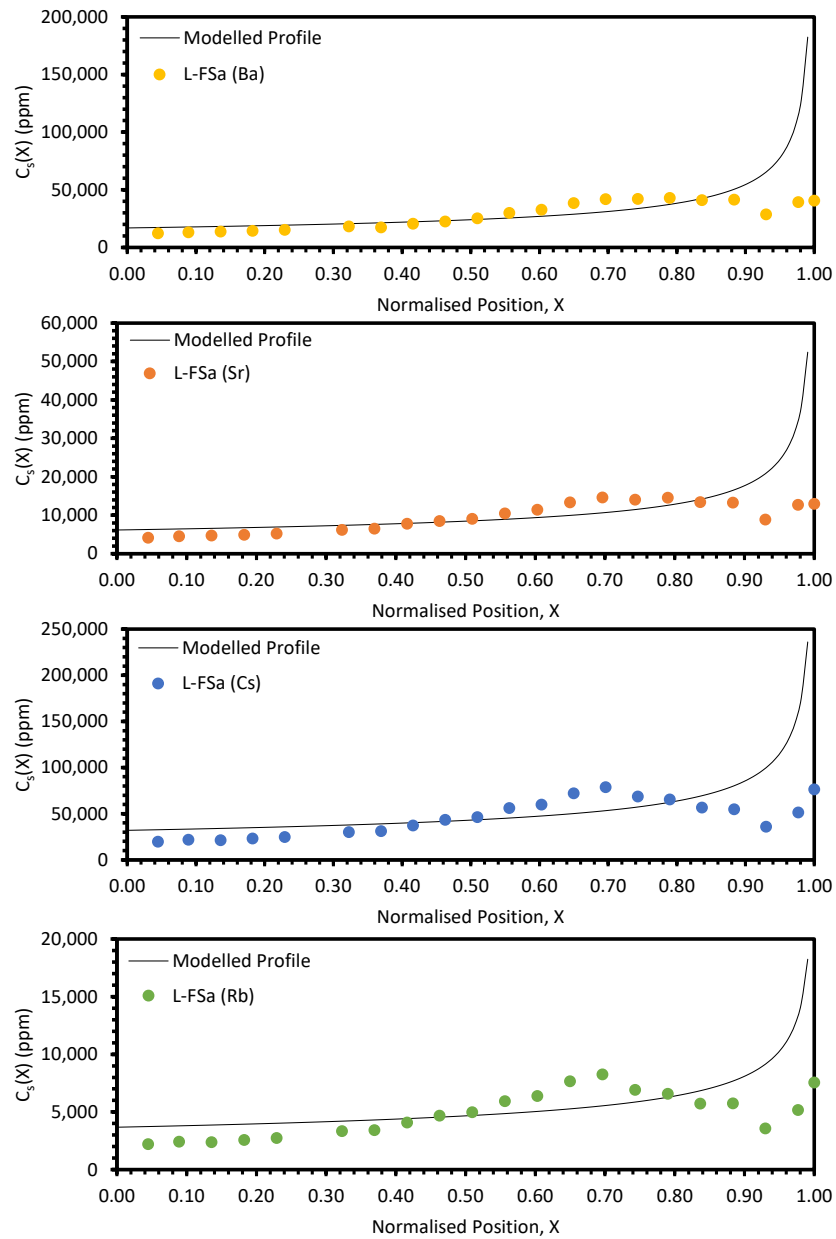 200,000
150,000
100,000
50,000
0
C_s(X) (ppm)
Modelled Profile
L-FSa (Ba)
0.00 0.10 0.20 0.30 0.40 0.50 0.60 0.70 0.80 0.90 1.00
Normalised Position, X
60,000
50,000
40,000
30,000
20,000
10,000
0
C_s(X) (ppm)
Modelled Profile
L-FSa (Sr)
0.00 0.10 0.20 0.30 0.40 0.50 0.60 0.70 0.80 0.90 1.00
Normalised Position, X
250,000
200,000
150,000
100,000
50,000
0
C_s(X) (ppm)
Modelled Profile
L-FSa (Cs)
0.00 0.10 0.20 0.30 0.40 0.50 0.60 0.70 0.80 0.90 1.00
Normalised Position, X
20,000
15,000
10,000
5,000
0
C_s(X) (ppm)
Modelled Profile
L-FSa (Rb)
0.00 0.10 0.20 0.30 0.40 0.50 0.60 0.70 0.80 0.90 1.00
Normalised Position, X